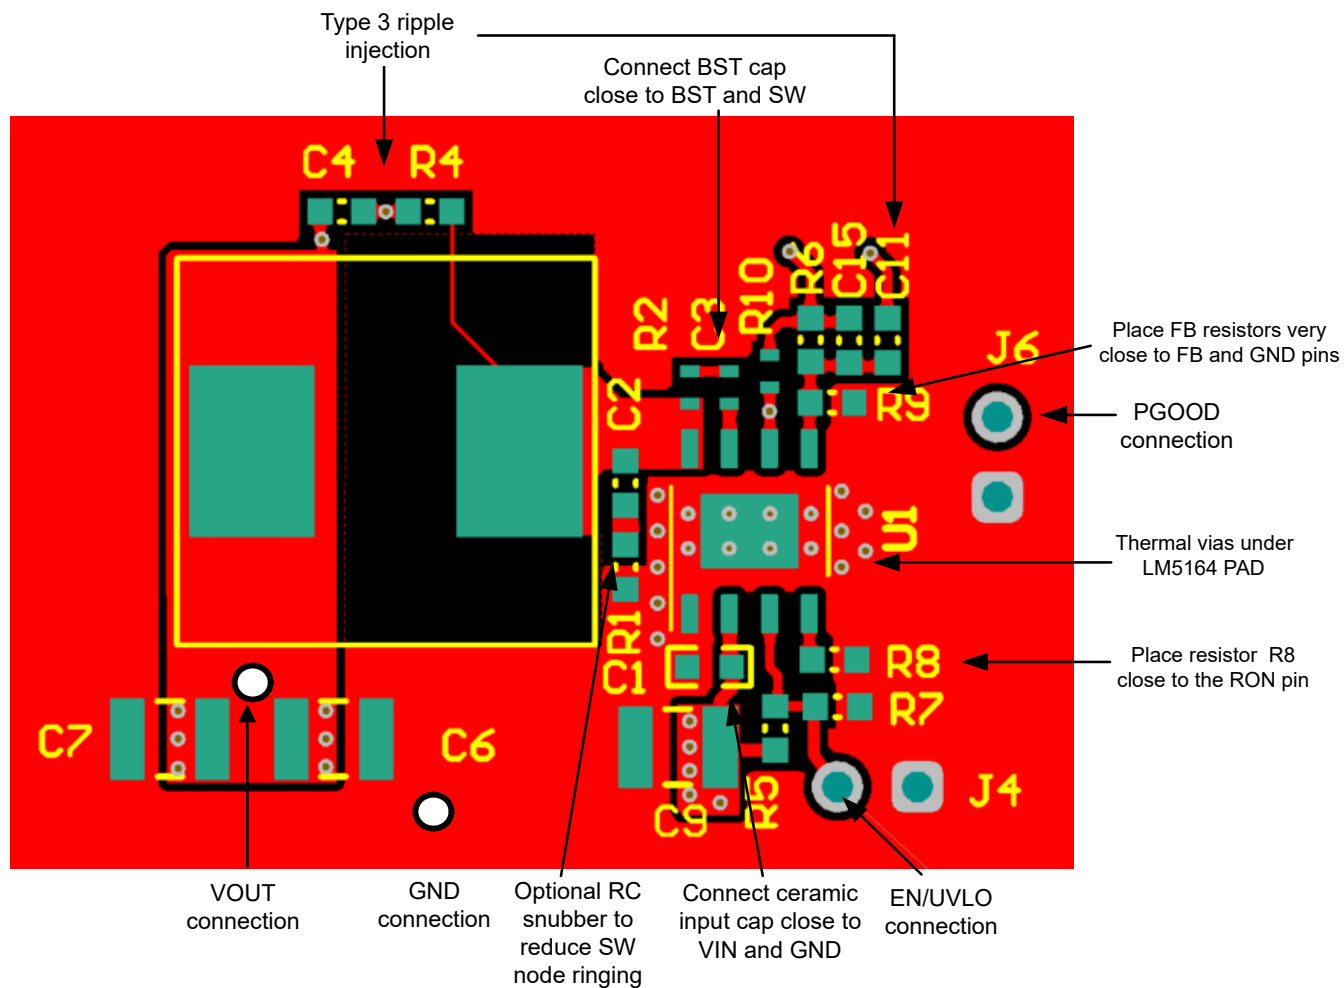 Type 3 ripple
injection
Connect BST cap
close to BST and SW
C4 R4
R2
C3
R10
R6
C15
C11
J6
Place FB resistors very
close to FB and GND pins
C2
R9
PGOOD
connection
U1
Thermal vias under
LM5164 PAD
R1
C1
R8
Place resistor R8
close to the RON pin
R7
C7
C6
C9
R5
J4
VOUT
connection
GND
connection
Optional RC
snubber to
reduce SW
node ringing
Connect ceramic
input cap close to
VIN and GND
EN/UVLO
connection